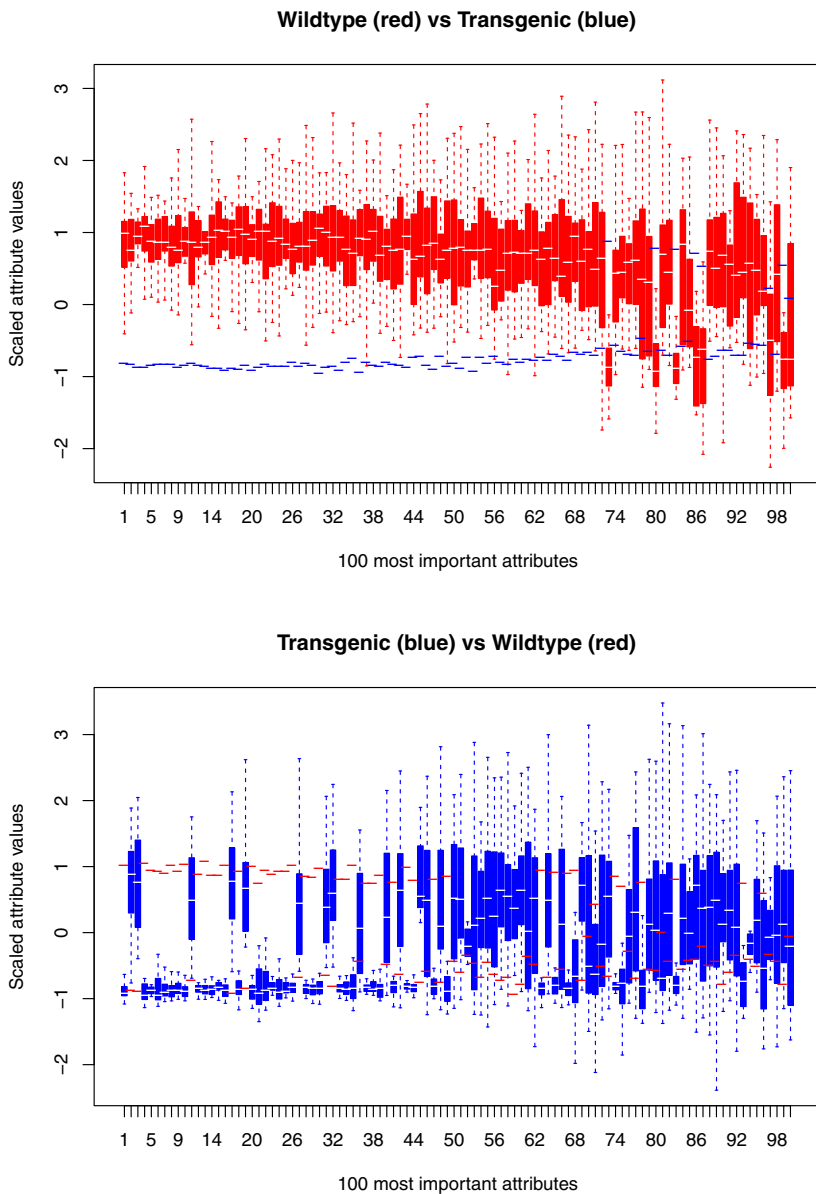 Wildtype (red) vs Transgenic (blue)
Scaled attribute values
3
2
1
0
-1
-2
1 5 9 14 20 26 32 38 44 50 56 62 68 74 80 86 92 98
100 most important attributes
Transgenic (blue) vs Wildtype (red)
Scaled attribute values
3
2
1
0
-1
-2
1 5 9 14 20 26 32 38 44 50 56 62 68 74 80 86 92 98
100 most important attributes